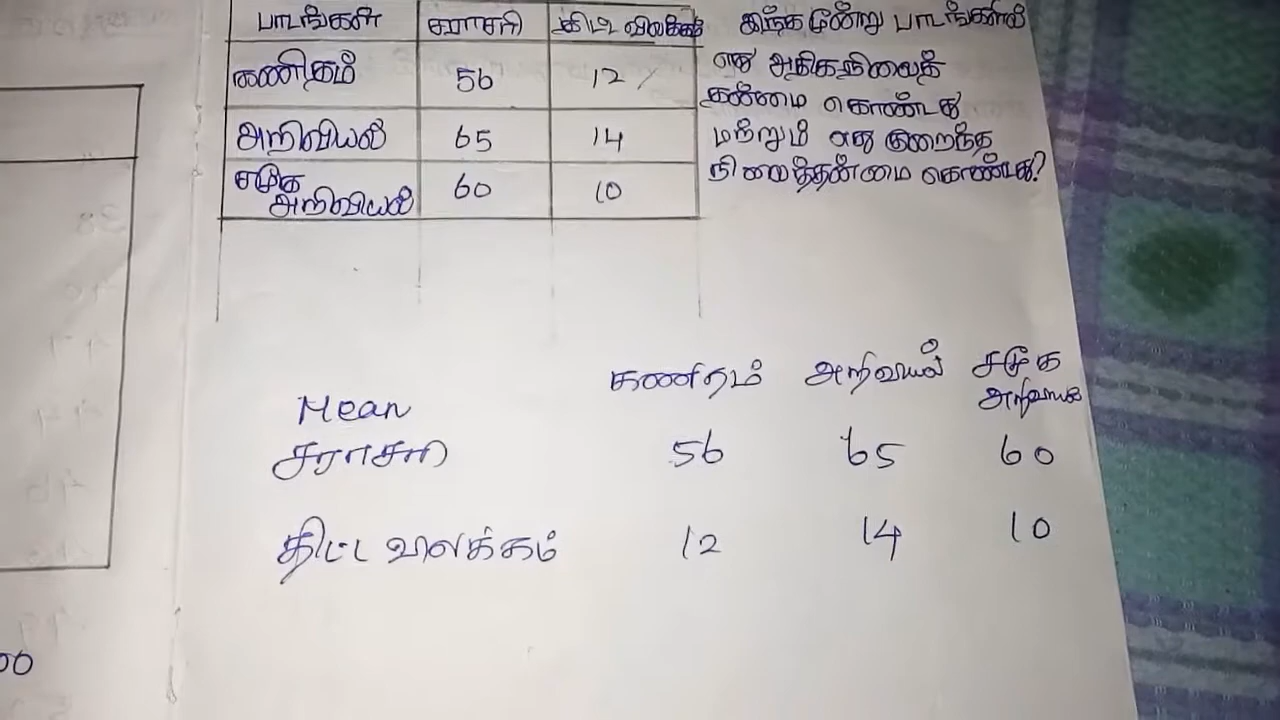 பாடங்கள் சராசரி திட்ட விலக்கம் இந்த மூன்று பாடங்களில்
கணிதம் 56 12 எது அதிகநிலைத்
தன்மை கொண்டது
அறிவியல் 65 14 மற்றும் எது குறைந்த
சமூக அறிவியல் 60 10 நிலைத்தன்மை கொண்டது?
கணிதம் அறிவியல் சமூக அறிவியல்
Mean
சராசரி 56 65 60
திட்ட விலக்கம் 12 14 10
00